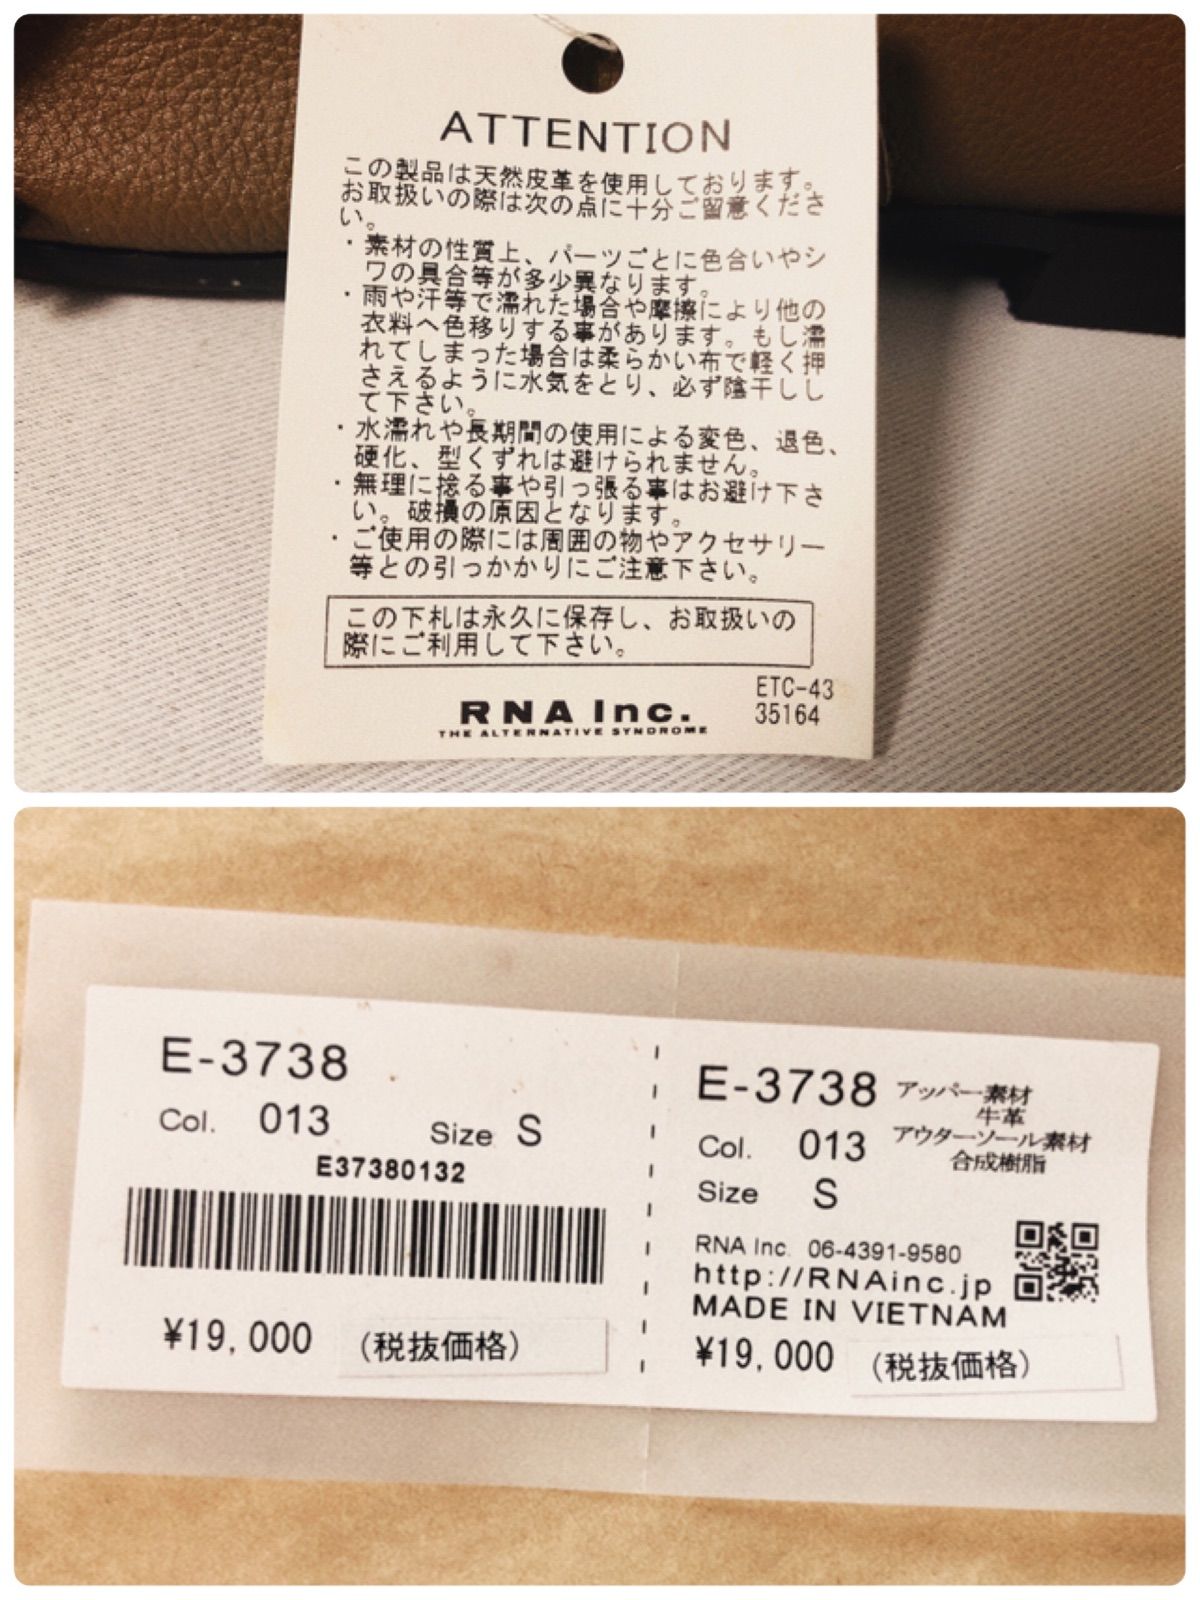 ATTENTION
この製品は天然皮革を使用しております。
お取扱いの際は次の点に十分ご留意くださ
い。
・素材の性質上、パーツごとに色合いやシ
ワの具合等が多少異なります。
・雨や汗等で濡れた場合や摩擦により他の
衣料へ色移りする事があります。もし濡
れてしまった場合は柔らかい布で軽く押
さえるように水気をとり、必ず陰干しし
て下さい。
・水濡れや長期間の使用による変色、退色、
硬化、型くずれは避けられません。
・無理に捻る事や引っ張る事はお避け下さ
い。破損の原因となります。
・ご使用の際には周囲の物やアクセサリー
等との引っかかりにご注意下さい。
この下札は永久に保存し、お取扱いの
際にご利用して下さい。
RNA Inc.
THE ALTERNATIVE SYNDROME
ETC-43
35164
E-3738
Col. 013 Size S
E37380132
¥19,000 (税抜価格)
E-3738
アッパー素材
牛革
アウターソール素材
合成樹脂
Col. 013
Size S
RNA Inc. 06-4391-9580
http://RNAinc.jp
MADE IN VIETNAM
¥19,000 (税抜価格)